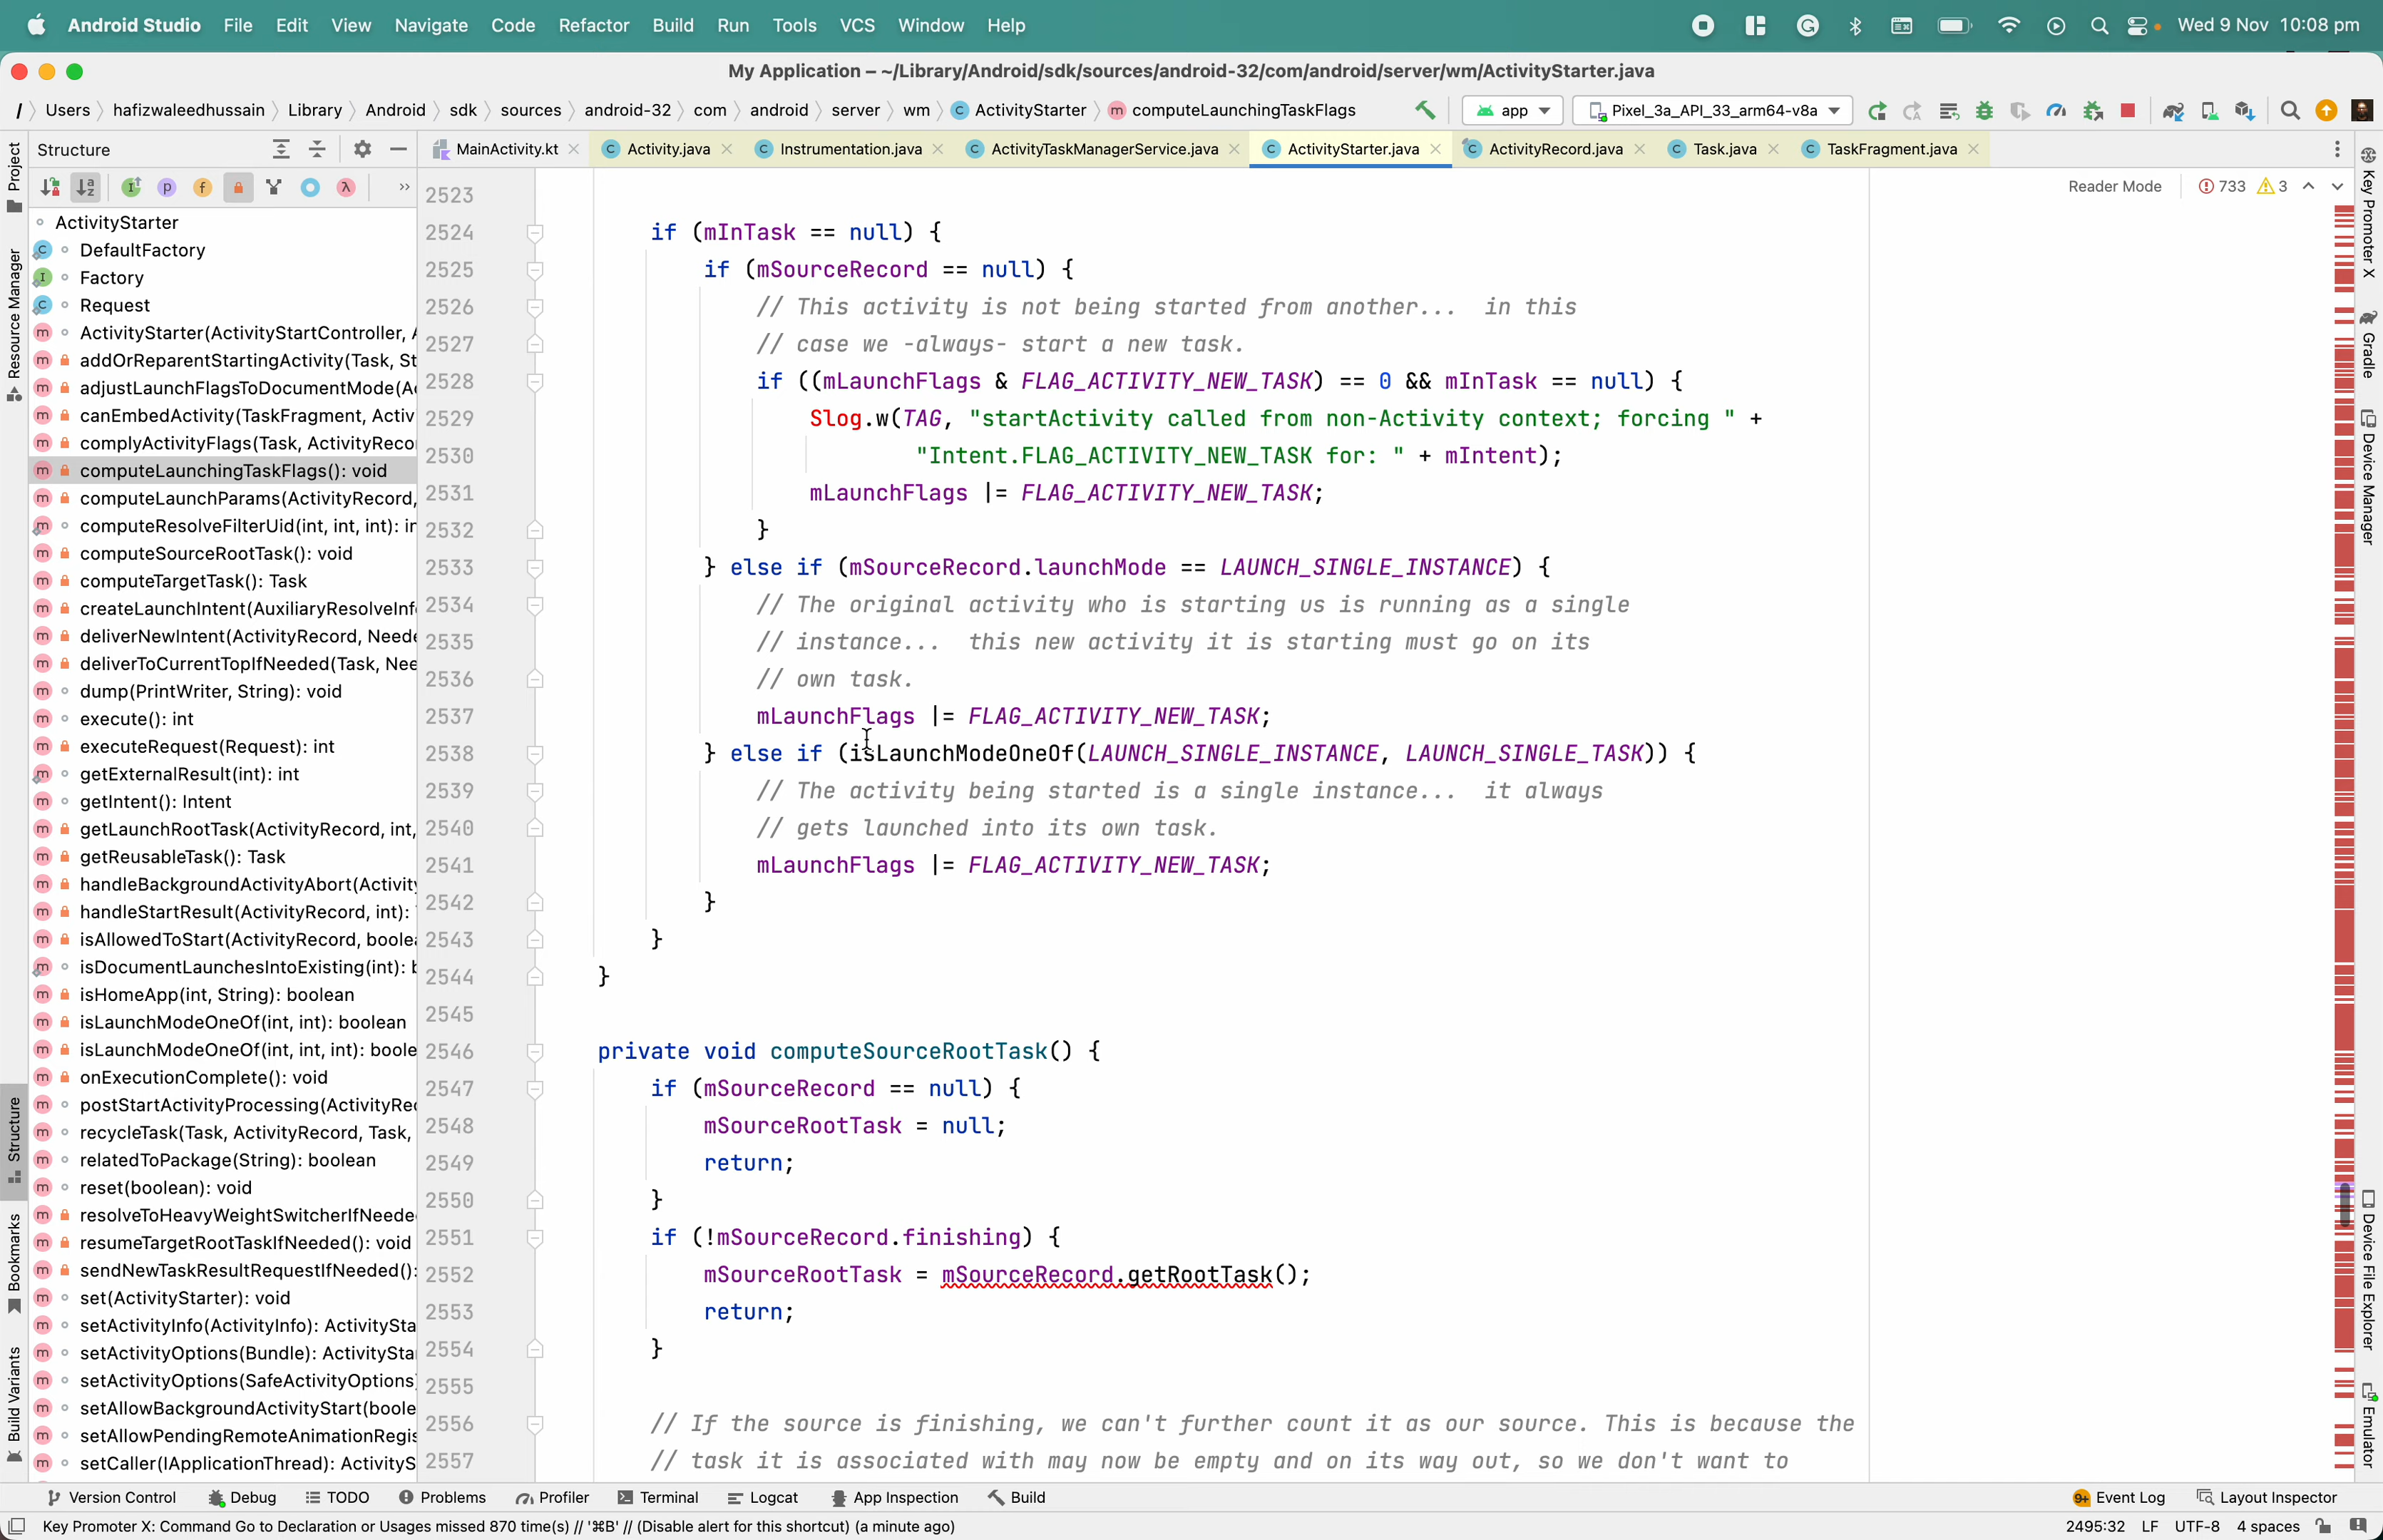 Android Studio File Edit View Navigate Code Refactor Build Run Tools VCS Window Help Wed 9 Nov 10:08 pm
My Application – ~/Library/Android/sdk/sources/android-32/com/android/server/wm/ActivityStarter.java
/ Users hafizwaleedhussain Library Android sdk sources android-32 com android server wm ActivityStarter computeLaunchingTaskFlags app Pixel_3a_API_33_arm64-v8a
Structure
MainActivity.kt Activity.java Instrumentation.java ActivityTaskManagerService.java ActivityStarter.java ActivityRecord.java Task.java TaskFragment.java
Reader Mode 733 3
Project
Resource Manager
Structure
Bookmarks
Build Variants
ActivityStarter
DefaultFactory
Factory
Request
ActivityStarter(ActivityStartController, A
addOrReparentStartingActivity(Task, St
adjustLaunchFlagsToDocumentMode(Ac
canEmbedActivity(TaskFragment, Activ
complyActivityFlags(Task, ActivityReco
computeLaunchingTaskFlags(): void
computeLaunchParams(ActivityRecord,
computeResolveFilterUid(int, int, int): in
computeSourceRootTask(): void
computeTargetTask(): Task
createLaunchIntent(AuxiliaryResolveInf
deliverNewIntent(ActivityRecord, Neede
deliverToCurrentTopIfNeeded(Task, Nee
dump(PrintWriter, String): void
execute(): int
executeRequest(Request): int
getExternalResult(int): int
getIntent(): Intent
getLaunchRootTask(ActivityRecord, int,
getReusableTask(): Task
handleBackgroundActivityAbort(Activity
handleStartResult(ActivityRecord, int):
isAllowedToStart(ActivityRecord, boolea
isDocumentLaunchesIntoExisting(int): b
isHomeApp(int, String): boolean
isLaunchModeOneOf(int, int): boolean
isLaunchModeOneOf(int, int, int): boole
onExecutionComplete(): void
postStartActivityProcessing(ActivityRec
recycleTask(Task, ActivityRecord, Task,
relatedToPackage(String): boolean
reset(boolean): void
resolveToHeavyWeightSwitcherIfNeede
resumeTargetRootTaskIfNeeded(): void
sendNewTaskResultRequestIfNeeded():
set(ActivityStarter): void
setActivityInfo(ActivityInfo): ActivitySta
setActivityOptions(Bundle): ActivitySta
setActivityOptions(SafeActivityOptions)
setAllowBackgroundActivityStart(boole
setAllowPendingRemoteAnimationRegis
setCaller(IApplicationThread): ActivityS
2523
2524 if (mInTask == null) {
2525 if (mSourceRecord == null) {
2526 // This activity is not being started from another... in this
2527 // case we -always- start a new task.
2528 if ((mLaunchFlags & FLAG_ACTIVITY_NEW_TASK) == 0 && mInTask == null) {
2529 Slog.w(TAG, "startActivity called from non-Activity context; forcing " +
2530 "Intent.FLAG_ACTIVITY_NEW_TASK for: " + mIntent);
2531 mLaunchFlags |= FLAG_ACTIVITY_NEW_TASK;
2532 }
2533 } else if (mSourceRecord.launchMode == LAUNCH_SINGLE_INSTANCE) {
2534 // The original activity who is starting us is running as a single
2535 // instance... this new activity it is starting must go on its
2536 // own task.
2537 mLaunchFlags |= FLAG_ACTIVITY_NEW_TASK;
2538 } else if (isLaunchModeOneOf(LAUNCH_SINGLE_INSTANCE, LAUNCH_SINGLE_TASK)) {
2539 // The activity being started is a single instance... it always
2540 // gets launched into its own task.
2541 mLaunchFlags |= FLAG_ACTIVITY_NEW_TASK;
2542 }
2543 }
2544 }
2545
2546 private void computeSourceRootTask() {
2547 if (mSourceRecord == null) {
2548 mSourceRootTask = null;
2549 return;
2550 }
2551 if (!mSourceRecord.finishing) {
2552 mSourceRootTask = mSourceRecord.getRootTask();
2553 return;
2554 }
2555
2556 // If the source is finishing, we can't further count it as our source. This is because the
2557 // task it is associated with may now be empty and on its way out, so we don't want to
Key Promoter X
Gradle
Device Manager
Device File Explorer
Emulator
Version Control Debug TODO Problems Profiler Terminal Logcat App Inspection Build 9+ Event Log Layout Inspector
Key Promoter X: Command Go to Declaration or Usages missed 870 time(s) // '⌘B' // (Disable alert for this shortcut) (a minute ago) 2495:32 LF UTF-8 4 spaces